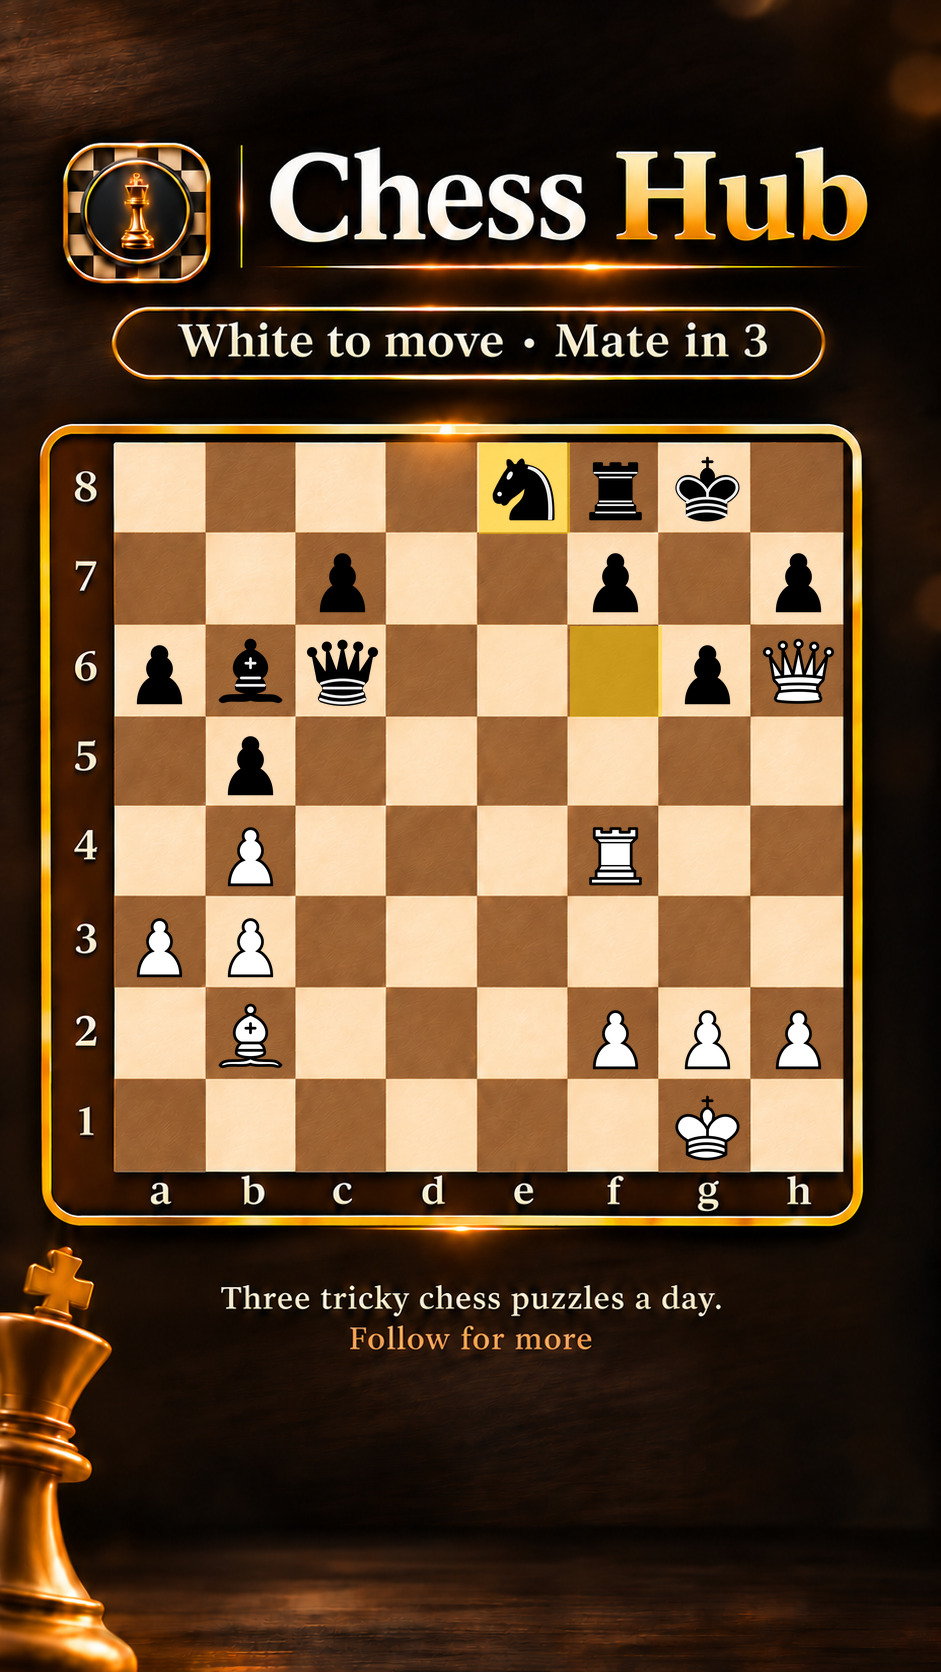 Chess Hub
White to move • Mate in 3
8
7
6
5
4
3
2
1
a b c d e f g h
Three tricky chess puzzles a day.
Follow for more